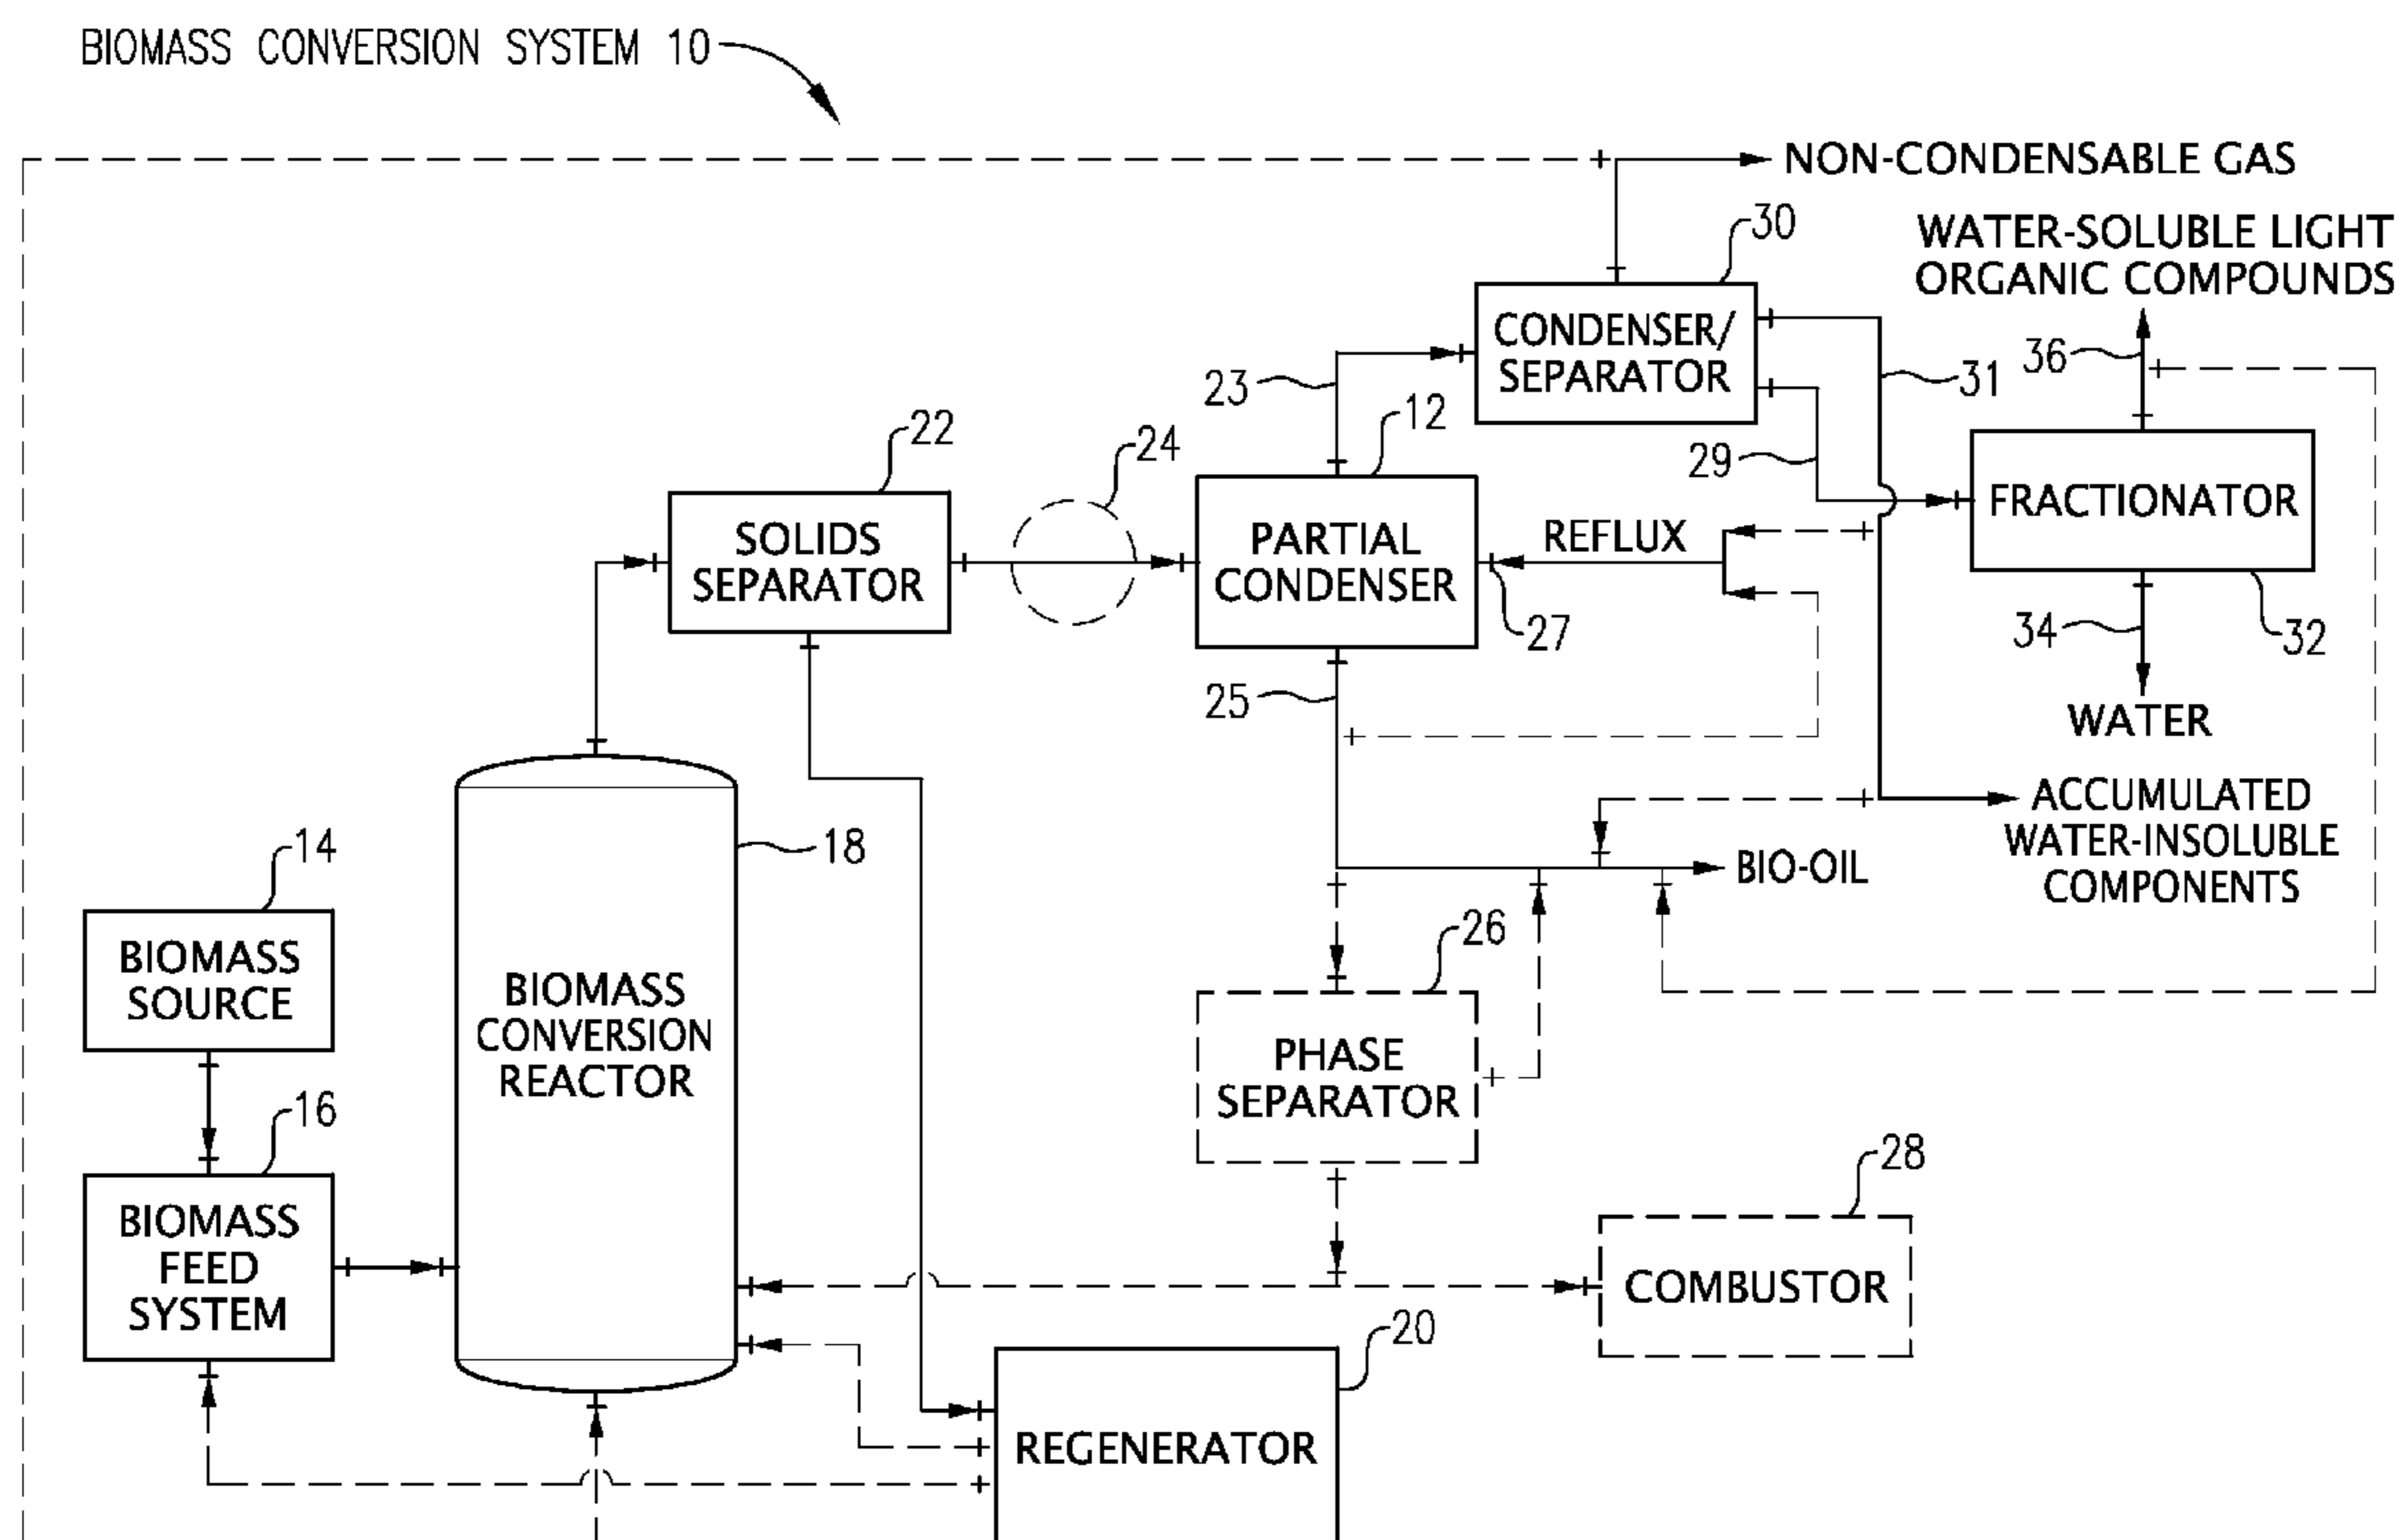 BIOMASS CONVERSION SYSTEM 10
NON-CONDENSABLE GAS
30
WATER-SOLUBLE LIGHT
ORGANIC COMPOUNDS
CONDENSER/
SEPARATOR
36
31
23
12
22
24
29
FRACTIONATOR
SOLIDS
SEPARATOR
PARTIAL
CONDENSER
REFLUX
27
34
32
25
WATER
14
18
ACCUMULATED
WATER-INSOLUBLE
COMPONENTS
BIO-OIL
26
BIOMASS
SOURCE
BIOMASS
CONVERSION
REACTOR
PHASE
SEPARATOR
16
28
BIOMASS
FEED
SYSTEM
COMBUSTOR
20
REGENERATOR